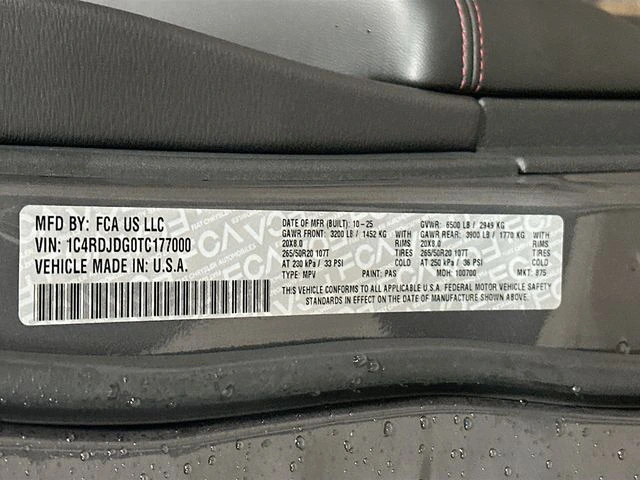 MFD BY: FCA US LLC
VIN: 1C4RDJDG0TC177000
VEHICLE MADE IN: U.S.A.
DATE OF MFR (BUILT): 10-25 GVWR: 6500 LB / 2949 KG
GAWR FRONT: 3200 LB / 1452 KG GAWR REAR: 3900 LB / 1770 KG
20X8.0 RIMS 20X8.0 RIMS
265/50R20 107T TIRES 265/50R20 107T TIRES
AT 230 kPa / 33 PSI COLD AT 250 kPa / 36 PSI COLD
TYPE: MPV PAINT: PAS MDH: 100700 MKT: 875
THIS VEHICLE CONFORMS TO ALL APPLICABLE U.S.A. FEDERAL MOTOR VEHICLE SAFETY
STANDARDS IN EFFECT ON THE DATE OF MANUFACTURE SHOWN ABOVE.